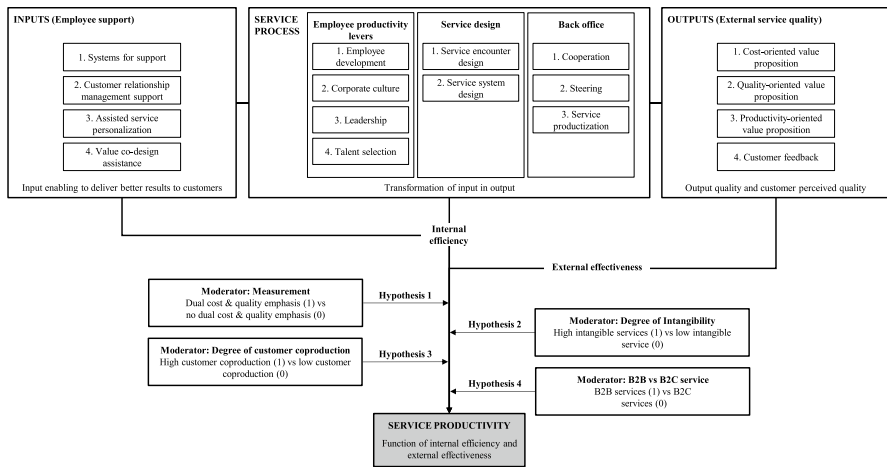 INPUTS (Employee support)
1. Systems for support
2. Customer relationship
management support
3. Assisted service
personalization
4. Value co-design
assistance
Input enabling to deliver better results to customers
SERVICE
PROCESS
Employee productivity
levers
1. Employee
development
2. Corporate culture
3. Leadership
4. Talent selection
Service design
1. Service encounter
design
2. Service system
design
Back office
1. Cooperation
2. Steering
3. Service
productization
Transformation of input in output
OUTPUTS (External service quality)
1. Cost-oriented value
proposition
2. Quality-oriented value
proposition
3. Productivity-oriented
value proposition
4. Customer feedback
Output quality and customer perceived quality
Internal
efficiency
External effectiveness
Moderator: Measurement
Dual cost & quality emphasis (1) vs
no dual cost & quality emphasis (0)
Hypothesis 1
Hypothesis 2
Moderator: Degree of Intangibility
High intangible services (1) vs low intangible
service (0)
Moderator: Degree of customer coproduction
High customer coproduction (1) vs low customer
coproduction (0)
Hypothesis 3
Hypothesis 4
Moderator: B2B vs B2C service
B2B services (1) vs B2C
services (0)
SERVICE PRODUCTIVITY
Function of internal efficiency and
external effectiveness